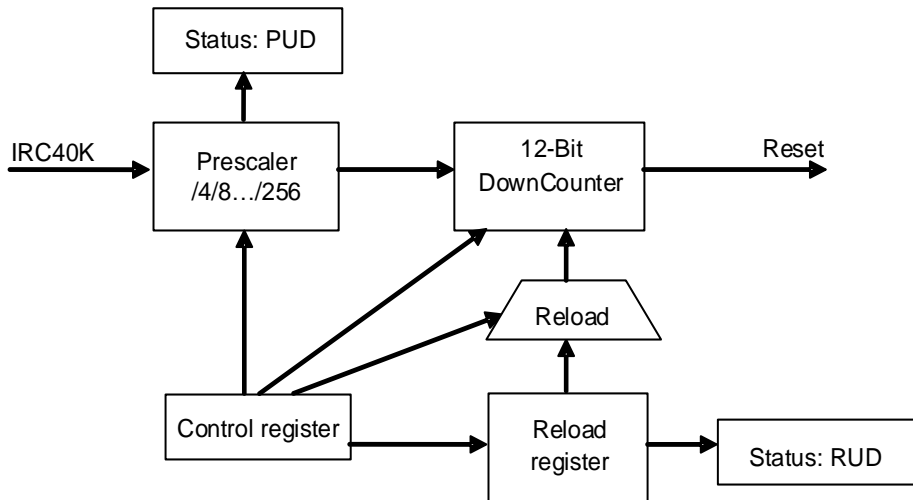 Status: PUD
IRC40K
Prescaler
/4/8…/256
12-Bit
DownCounter
Reset
Reload
Control register
Reload
register
Status: RUD